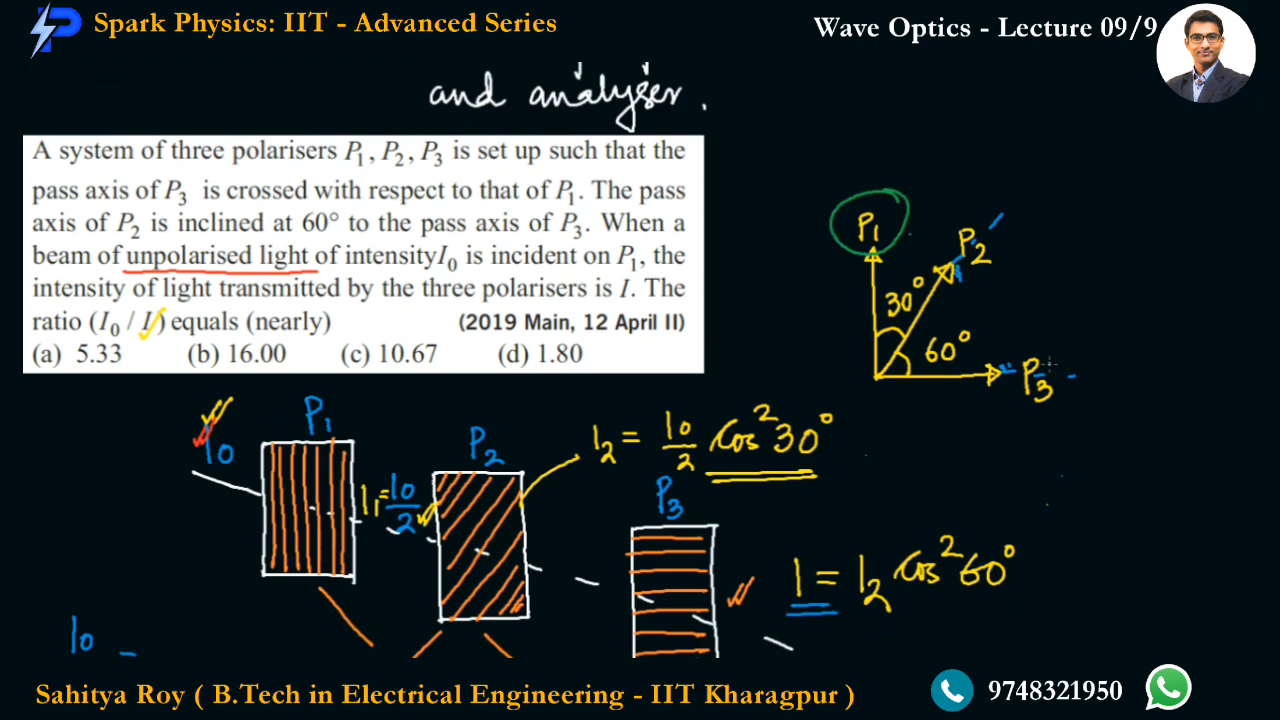 Spark Physics: IIT - Advanced Series
Wave Optics - Lecture 09/9
and analyser.
A system of three polarisers P₁, P₂, P₃ is set up such that the
pass axis of P₃ is crossed with respect to that of P₁. The pass
axis of P₂ is inclined at 60° to the pass axis of P₃. When a
beam of unpolarised light of intensity I₀ is incident on P₁, the
intensity of light transmitted by the three polarisers is I. The
ratio (I₀ / I) equals (nearly) (2019 Main, 12 April II)
(a) 5.33 (b) 16.00 (c) 10.67 (d) 1.80
P₁
P₂
30°
60°
P₃
I₀
P₁
I₁ = I₀/2
P₂
I₂ = I₀/2 cos² 30°
P₃
I = I₂ cos² 60°
I₀
Sahitya Roy ( B.Tech in Electrical Engineering - IIT Kharagpur )
9748321950